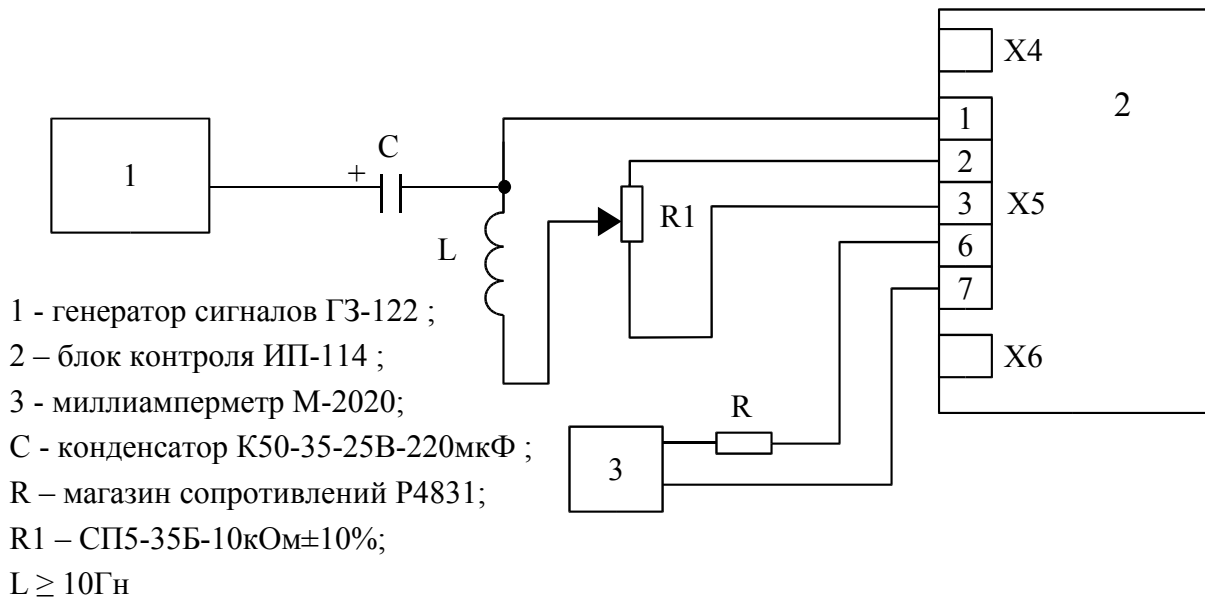 X4
2
1
2
3
6
7
X5
X6
1
+
C
L
R1
R
3
1 - генератор сигналов ГЗ-122 ;
2 – блок контроля ИП-114 ;
3 - миллиамперметр М-2020;
С - конденсатор К50-35-25В-220мкФ ;
R – магазин сопротивлений Р4831;
R1 – СП5-35Б-10кОм±10%;
L ≥ 10Гн